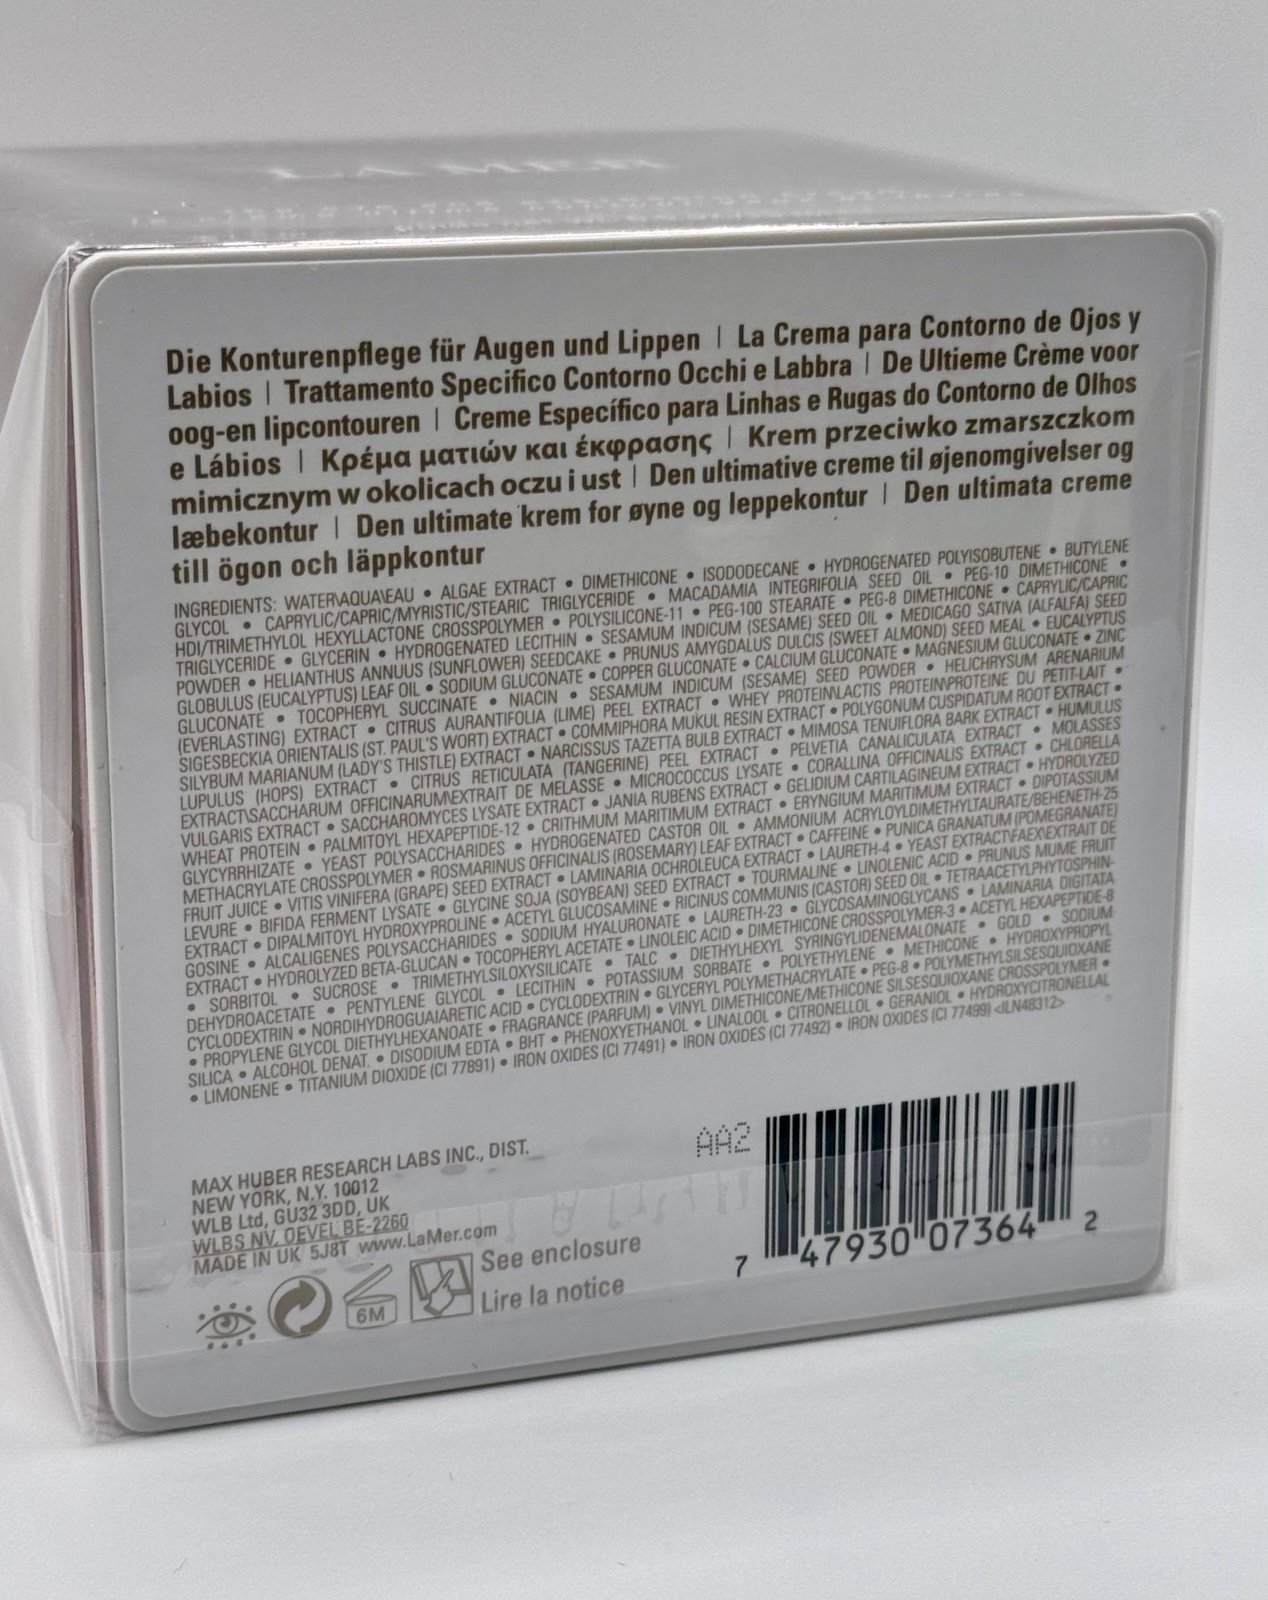 LA MER
Die Konturenpflege für Augen und Lippen | La Crema para Contorno de Ojos y
Labios | Trattamento Specifico Contorno Occhi e Labbra | De Ultieme Crème voor
oog-en lipcontouren | Creme Específico para Linhas e Rugas do Contorno de Olhos
e Lábios | Κρέμα ματιών και έκφρασης | Krem przeciwko zmarszczkom
mimicznym w okolicach oczu i ust | Den ultimative creme til øjenomgivelser og
læbekontur | Den ultimate krem for øyne og leppekontur | Den ultimata creme
till ögon och läppkontur
INGREDIENTS: WATER\AQUA\EAU • ALGAE EXTRACT • DIMETHICONE • ISODODECANE • HYDROGENATED POLYISOBUTENE • BUTYLENE
GLYCOL • CAPRYLIC/CAPRIC/MYRISTIC/STEARIC TRIGLYCERIDE • MACADAMIA INTEGRIFOLIA SEED OIL • PEG-10 DIMETHICONE •
HDI/TRIMETHYLOL HEXYLLACTONE CROSSPOLYMER • POLYSILICONE-11 • PEG-100 STEARATE • PEG-8 DIMETHICONE • CAPRYLIC/CAPRIC
TRIGLYCERIDE • GLYCERIN • HYDROGENATED LECITHIN • SESAMUM INDICUM (SESAME) SEED OIL • MEDICAGO SATIVA (ALFALFA) SEED
POWDER • HELIANTHUS ANNUUS (SUNFLOWER) SEEDCAKE • PRUNUS AMYGDALUS DULCIS (SWEET ALMOND) SEED MEAL • EUCALYPTUS
GLOBULUS (EUCALYPTUS) LEAF OIL • SODIUM GLUCONATE • COPPER GLUCONATE • CALCIUM GLUCONATE • MAGNESIUM GLUCONATE • ZINC
GLUCONATE • TOCOPHERYL SUCCINATE • NIACIN • SESAMUM INDICUM (SESAME) SEED POWDER • HELICHRYSUM ARENARIUM
(EVERLASTING) EXTRACT • CITRUS AURANTIFOLIA (LIME) PEEL EXTRACT • WHEY PROTEIN\LACTIS PROTEIN\PROTEINE DU PETIT-LAIT •
SIGESBECKIA ORIENTALIS (ST. PAUL'S WORT) EXTRACT • COMMIPHORA MUKUL RESIN EXTRACT • POLYGONUM CUSPIDATUM ROOT EXTRACT •
SILYBUM MARIANUM (LADY'S THISTLE) EXTRACT • NARCISSUS TAZETTA BULB EXTRACT • MIMOSA TENUIFLORA BARK EXTRACT • HUMULUS
LUPULUS (HOPS) EXTRACT • CITRUS RETICULATA (TANGERINE) PEEL EXTRACT • PELVETIA CANALICULATA EXTRACT • MOLASSES
EXTRACT\SACCHARUM OFFICINARUM\EXTRAIT DE MELASSE • MICROCOCCUS LYSATE • CORALLINA OFFICINALIS EXTRACT • CHLORELLA
VULGARIS EXTRACT • SACCHAROMYCES LYSATE EXTRACT • JANIA RUBENS EXTRACT • GELIDIUM CARTILAGINEUM EXTRACT • HYDROLYZED
WHEAT PROTEIN • PALMITOYL HEXAPEPTIDE-12 • CRITHMUM MARITIMUM EXTRACT • ERYNGIUM MARITIMUM EXTRACT • DIPOTASSIUM
GLYCYRRHIZATE • YEAST POLYSACCHARIDES • HYDROGENATED CASTOR OIL • AMMONIUM ACRYLOYLDIMETHYLTAURATE/BEHENETH-25
METHACRYLATE CROSSPOLYMER • ROSMARINUS OFFICINALIS (ROSEMARY) LEAF EXTRACT • CAFFEINE • PUNICA GRANATUM (POMEGRANATE)
FRUIT JUICE • VITIS VINIFERA (GRAPE) SEED EXTRACT • LAMINARIA OCHROLEUCA EXTRACT • LAURETH-4 • YEAST EXTRACT\FAEX\EXTRAIT DE
LEVURE • BIFIDA FERMENT LYSATE • GLYCINE SOJA (SOYBEAN) SEED EXTRACT • TOURMALINE • LINOLENIC ACID • PRUNUS MUME FRUIT
EXTRACT • DIPALMITOYL HYDROXYPROLINE • ACETYL GLUCOSAMINE • RICINUS COMMUNIS (CASTOR) SEED OIL • TETRAACETYLPHYTOSPHIN-
GOSINE • ALCALIGENES POLYSACCHARIDES • SODIUM HYALURONATE • LAURETH-23 • GLYCOSAMINOGLYCANS • LAMINARIA DIGITATA
EXTRACT • HYDROLYZED BETA-GLUCAN • TOCOPHERYL ACETATE • LINOLEIC ACID • DIMETHICONE CROSSPOLYMER-3 • ACETYL HEXAPEPTIDE-8
• SORBITOL • SUCROSE • TRIMETHYLSILOXYSILICATE • TALC • DIETHYLHEXYL SYRINGYLIDENEMALONATE • GOLD • SODIUM
DEHYDROACETATE • PENTYLENE GLYCOL • LECITHIN • POTASSIUM SORBATE • POLYETHYLENE • METHICONE • HYDROXYPROPYL
CYCLODEXTRIN • NORDIHYDROGUAIARETIC ACID • CYCLODEXTRIN • GLYCERYL POLYMETHACRYLATE • PEG-8 • POLYMETHYLSILSESQUIOXANE
• PROPYLENE GLYCOL DIETHYLHEXANOATE • FRAGRANCE (PARFUM) • VINYL DIMETHICONE/METHICONE SILSESQUIOXANE CROSSPOLYMER •
SILICA • ALCOHOL DENAT. • DISODIUM EDTA • BHT • PHENOXYETHANOL • LINALOOL • CITRONELLOL • GERANIOL • HYDROXYCITRONELLAL
• LIMONENE • TITANIUM DIOXIDE (CI 77891) • IRON OXIDES (CI 77491) • IRON OXIDES (CI 77492) • IRON OXIDES (CI 77499) <ILN48312>
MAX HUBER RESEARCH LABS INC., DIST.
NEW YORK, N.Y. 10012
WLB Ltd, GU32 3DD, UK
WLBS NV, OEVEL BE-2260
MADE IN UK 5J8T www.LaMer.com
AA2
6M
See enclosure
Lire la notice
7 47930 07364 2